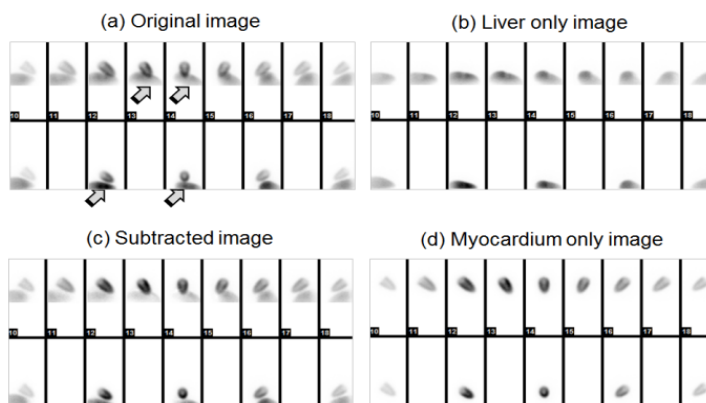 (a) Original image
(b) Liver only image
10 11 12 13 14 15 16 17 18
10 11 12 13 14 15 16 17 18
(c) Subtracted image
(d) Myocardium only image
10 11 12 13 14 15 16 17 18
10 11 12 13 14 15 16 17 18